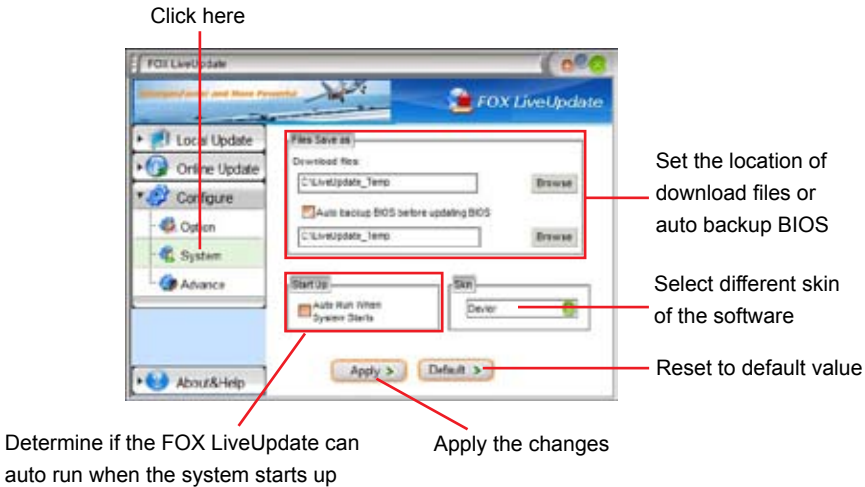 Click here
FOX LiveUpdate
FOX LiveUpdate
Local Update
Online Update
Configure
Option
System
Advance
About&Help
Files Save as
Download files:
C:\LiveUpdate_Temp
Browse
Auto backup BIOS before updating BIOS
C:\LiveUpdate_Temp
Browse
Start Up
Auto Run When
System Starts
Skin
Apply >
Default >
Set the location of
download files or
auto backup BIOS
Select different skin
of the software
Reset to default value
Determine if the FOX LiveUpdate can
auto run when the system starts up
Apply the changes